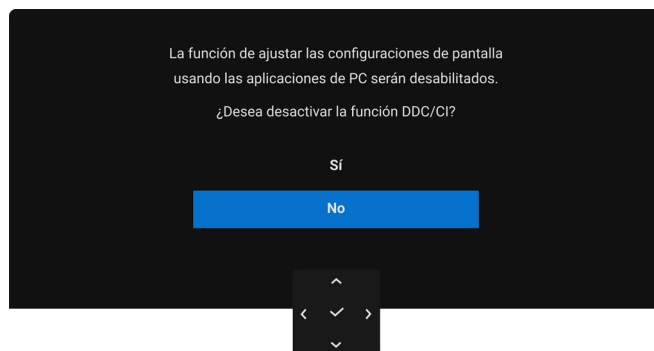 La función de ajustar las configuraciones de pantalla
usando las aplicaciones de PC serán desabilitados.
¿Desea desactivar la función DDC/CI?
Sí
No